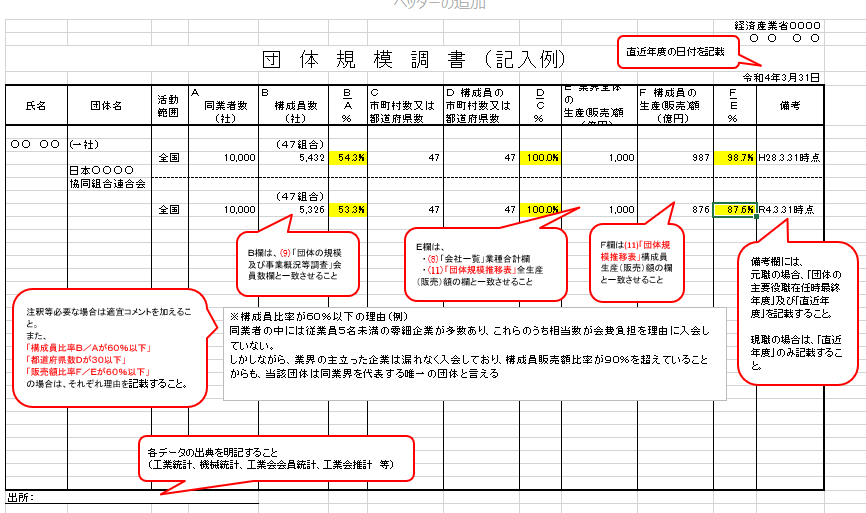 ヘッダーの追加
経済産業省〇〇〇〇
〇 〇 〇 〇
団 体 規 模 調 書 (記入例)
直近年度の日付を記載
令和4年3月31日
氏名
団体名
活動
範囲
A
同業者数
(社)
B
構成員数
(社)
B
A
%
C
市町村数又は
都道府県数
D 構成員の
市町村数又は
都道府県数
D
C
%
E 業界全体
の
生産(販売)額
(億円)
F 構成員の
生産(販売)額
(億円)
F
E
%
備考
〇〇 〇〇
(一社)
(47組合)
全国 10,000 5,432 54.3% 47 47 100.0% 1,000 987 98.7% H28.3.31時点
日本〇〇〇〇
協同組合連合会
(47組合)
全国 10,000 5,326 53.3% 47 47 100.0% 1,000 876 87.6% R4.3.31時点
B欄は、(9)「団体の規模
及び事業概況等調査」会
員数欄と一致させること
E欄は、
・(8)「会社一覧」業種合計欄
・(11)「団体規模推移表」全生産
(販売)額の欄と一致させること
F欄は(11)「団体規
模推移表」構成員
生産(販売)額の欄
と一致させること
備考欄には、
元職の場合、「団体の
主要役職在任時最終
年度」及び「直近年
度」を記載すること。
現職の場合は、「直近
年度」のみ記載するこ
と。
注釈等必要な場合は適宜コメントを加えるこ
と。
また、
「構成員比率B/Aが60%以下」
「都道府県数Dが30以下」
「販売額比率F/Eが60%以下」
の場合は、それぞれ理由を記載すること。
※構成員比率が60%以下の理由(例)
同業者の中には従業員5名未満の零細企業が多数あり、これらのうち相当数が会費負担を理由に入会し
ていない。
しかしながら、業界の主立った企業は漏れなく入会しており、構成員販売額比率が90%を超えていること
からも、当該団体は同業界を代表する唯一の団体と言える
各データの出典を明記すること
(工業統計、機械統計、工業会会員統計、工業会推計 等)
出所: